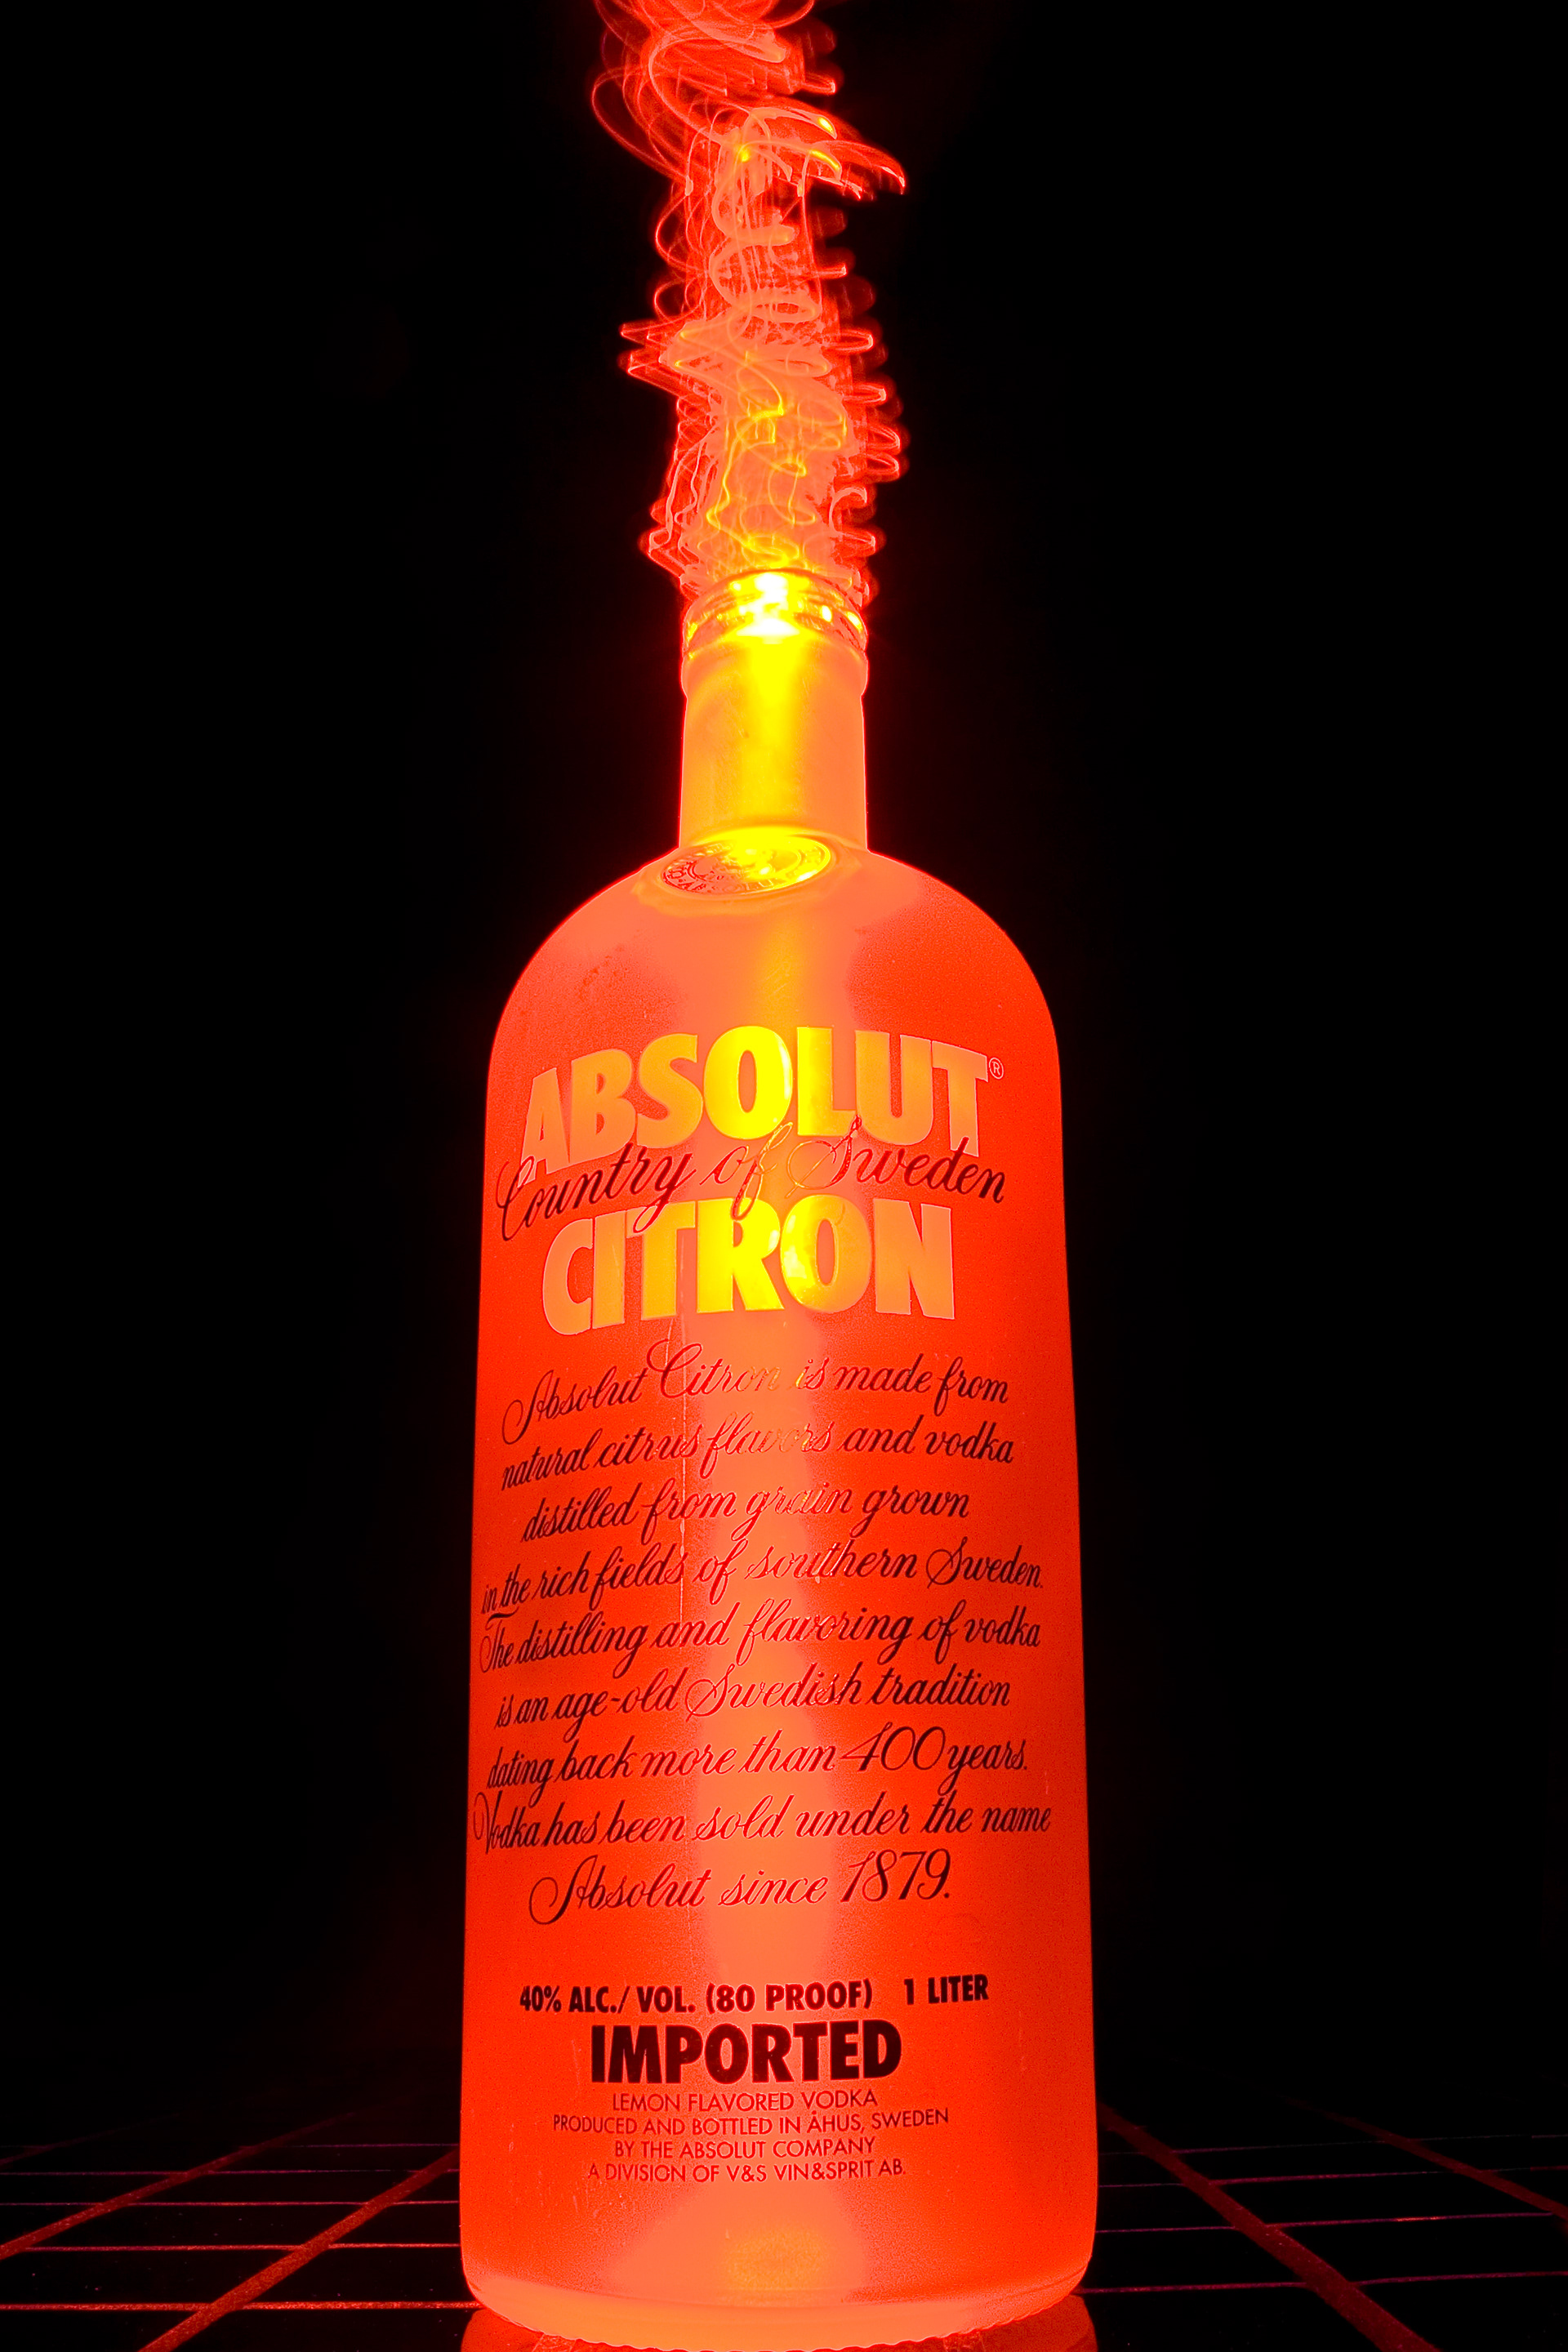 ABSOLUT®
Country of Sweden
CITRON
Absolut Citron is made from
natural citrus flavors and vodka
distilled from grain grown
in the rich fields of southern Sweden.
The distilling and flavoring of vodka
is an age-old Swedish tradition
dating back more than 400 years.
Vodka has been sold under the name
Absolut since 1879.
40% ALC./ VOL. (80 PROOF) 1 LITER
IMPORTED
LEMON FLAVORED VODKA
PRODUCED AND BOTTLED IN ÅHUS, SWEDEN
BY THE ABSOLUT COMPANY
A DIVISION OF V&S VIN&SPRIT AB.